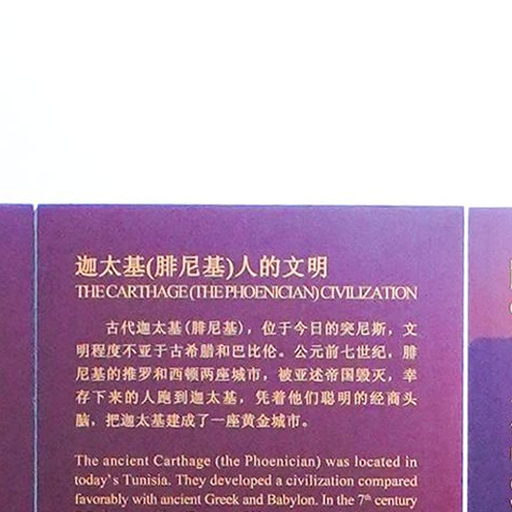 迦太基(腓尼基)人的文明
THE CARTHAGE (THE PHOENICIAN) CIVILIZATION
古代迦太基(腓尼基)，位于今日的突尼斯，文
明程度不亚于古希腊和巴比伦。公元前七世纪，腓
尼基的推罗和西顿两座城市，被亚述帝国毁灭，幸
存下来的人跑到迦太基，凭着他们聪明的经商头
脑，把迦太基建成了一座黄金城市。
The ancient Carthage (the Phoenician) was located in
today's Tunisia. They developed a civilization compared
favorably with ancient Greek and Babylon. In the 7th century